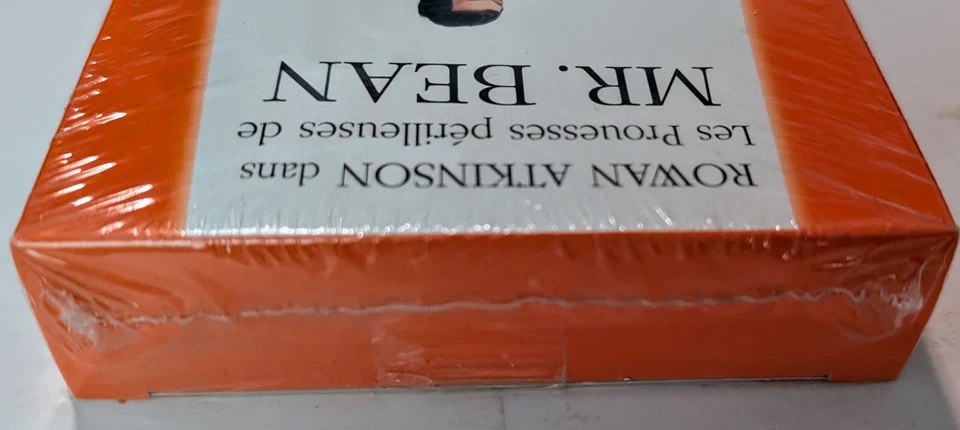 ROWAN ATKINSON dans
Les Prouesses périlleuses de
MR. BEAN